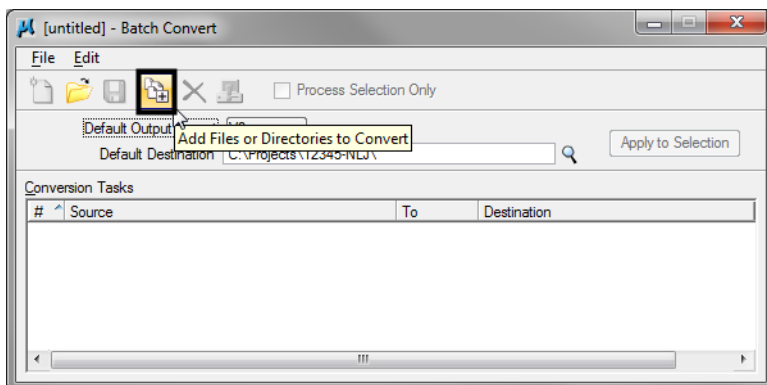 [untitled] - Batch Convert
File Edit
Process Selection Only
Default Output
Add Files or Directories to Convert
Default Destination C:\Projects\12345-NLJ\
Apply to Selection
Conversion Tasks
# Source To Destination